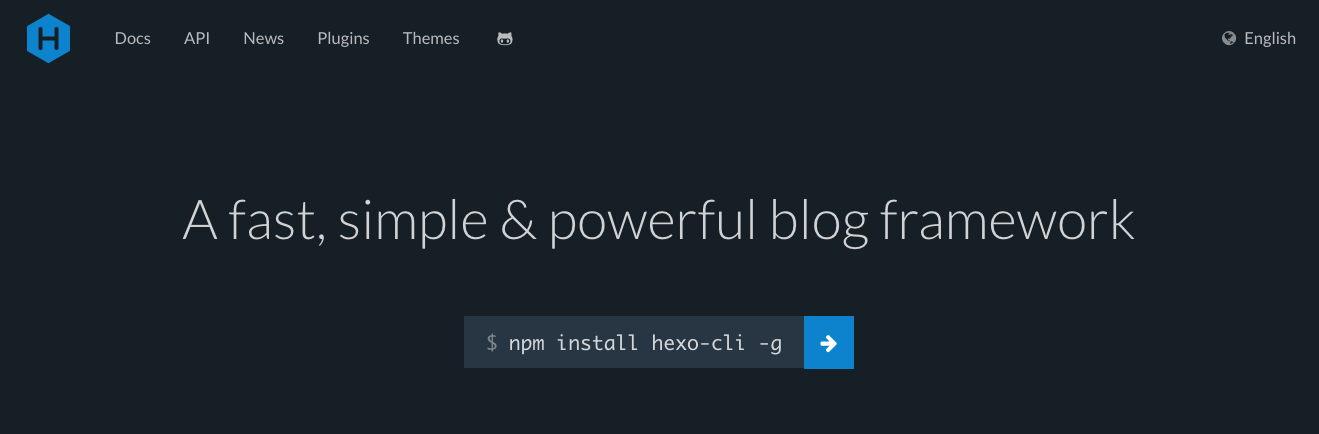 H
Docs API News Plugins Themes English
A fast, simple & powerful blog framework
$ npm install hexo-cli -g